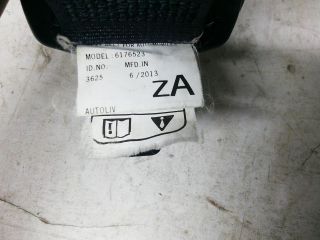 MODEL: 6176523
ID.NO: MFD.IN
3625 6/2013
ZA
AUTOLIV